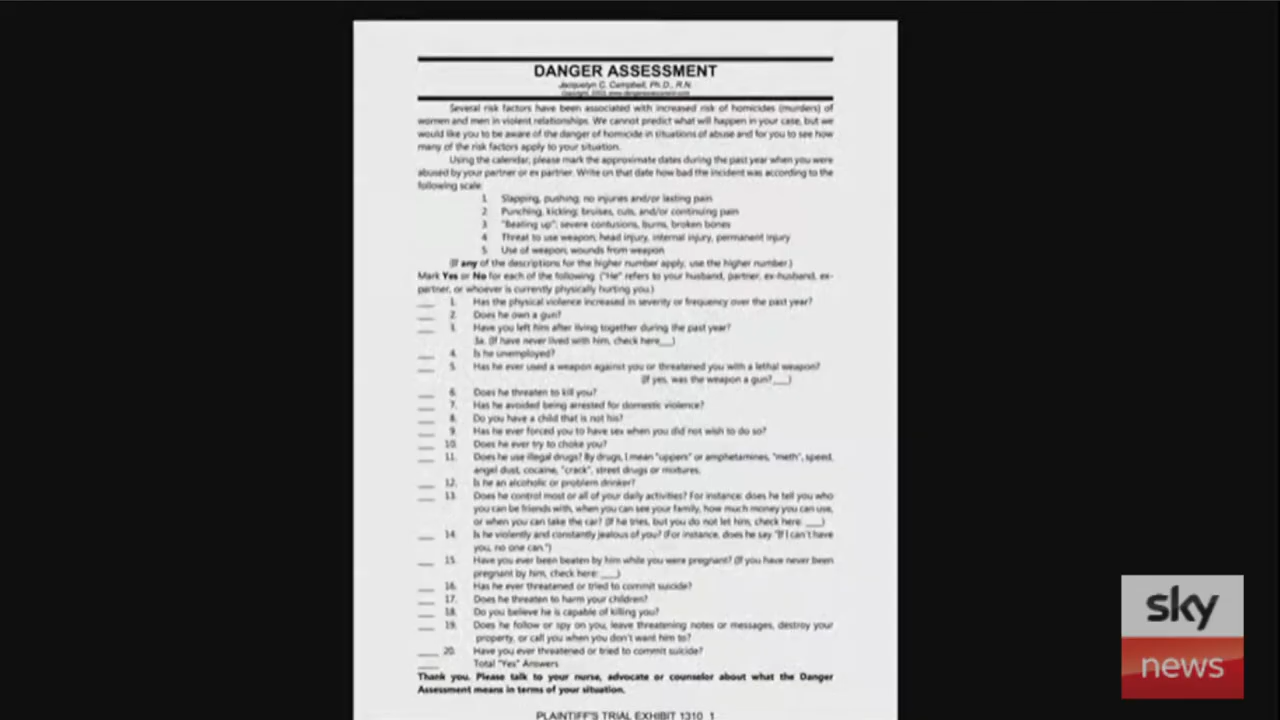 DANGER ASSESSMENT
Jacquelyn C. Campbell, Ph.D., R.N.
Copyright, 2003; www.dangerassessment.com
Several risk factors have been associated with increased risk of homicides (murders) of
women and men in violent relationships. We cannot predict what will happen in your case, but we
would like you to be aware of the danger of homicide in situations of abuse and for you to see how
many of the risk factors apply to your situation.
Using the calendar, please mark the approximate dates during the past year when you were
abused by your partner or ex partner. Write on that date how bad the incident was according to the
following scale:
1. Slapping, pushing; no injuries and/or lasting pain
2. Punching, kicking; bruises, cuts, and/or continuing pain
3. "Beating up"; severe contusions, burns, broken bones
4. Threat to use weapon; head injury, internal injury, permanent injury
5. Use of weapon; wounds from weapon
(If any of the descriptions for the higher number apply, use the higher number.)
Mark Yes or No for each of the following. ("He" refers to your husband, partner, ex-husband, ex-
partner, or whoever is currently physically hurting you.)
____ 1. Has the physical violence increased in severity or frequency over the past year?
____ 2. Does he own a gun?
____ 3. Have you left him after living together during the past year?
3a. (If have never lived with him, check here___)
____ 4. Is he unemployed?
____ 5. Has he ever used a weapon against you or threatened you with a lethal weapon?
(If yes, was the weapon a gun?___)
____ 6. Does he threaten to kill you?
____ 7. Has he avoided being arrested for domestic violence?
____ 8. Do you have a child that is not his?
____ 9. Has he ever forced you to have sex when you did not wish to do so?
____ 10. Does he ever try to choke you?
____ 11. Does he use illegal drugs? By drugs, I mean "uppers" or amphetamines, "meth", speed,
angel dust, cocaine, "crack", street drugs or mixtures.
____ 12. Is he an alcoholic or problem drinker?
____ 13. Does he control most or all of your daily activities? For instance: does he tell you who
you can be friends with, when you can see your family, how much money you can use,
or when you can take the car? (If he tries, but you do not let him, check here: ___)
____ 14. Is he violently and constantly jealous of you? (For instance, does he say "If I can't have
you, no one can.")
____ 15. Have you ever been beaten by him while you were pregnant? (If you have never been
pregnant by him, check here: ___)
____ 16. Has he ever threatened or tried to commit suicide?
____ 17. Does he threaten to harm your children?
____ 18. Do you believe he is capable of killing you?
____ 19. Does he follow or spy on you, leave threatening notes or messages, destroy your
property, or call you when you don't want him to?
____ 20. Have you ever threatened or tried to commit suicide?
____ Total "Yes" Answers
Thank you. Please talk to your nurse, advocate or counselor about what the Danger
Assessment means in terms of your situation.
PLAINTIFF'S TRIAL EXHIBIT 1310_1
sky
news